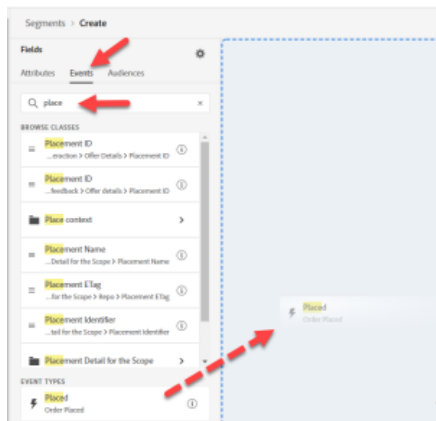 Segments > Create
Fields
Attributes Events Audiences
place ×
BROWSE CLASSES
Placement ID
...eraction > Offer Details > Placement ID
Placement ID
...feedback > Offer details > Placement ID
Place context
Placement Name
...Detail for the Scope > Placement Name
Placement ETag
...for the Scope > Repo > Placement ETag
Placement Identifier
...tail for the Scope > Placement Identifier
Placement Detail for the Scope
EVENT TYPES
Placed
Order Placed
Placed
Order Placed